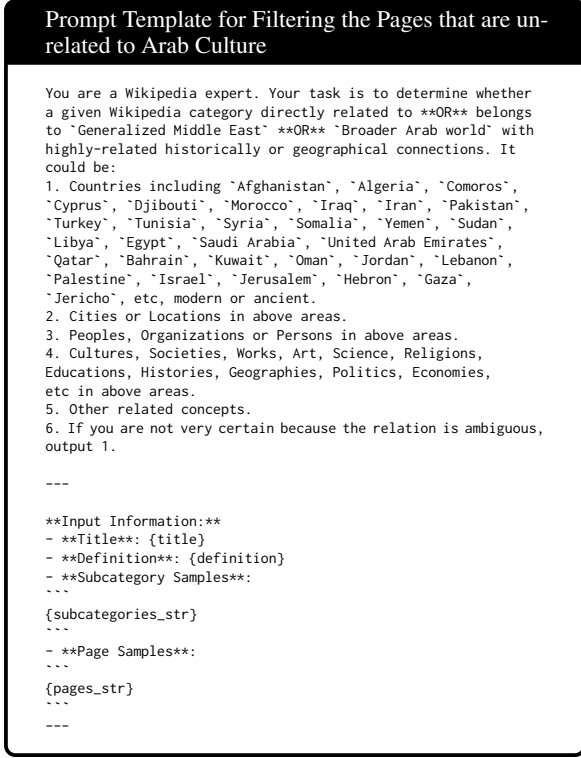 Prompt Template for Filtering the Pages that are un-
related to Arab Culture
You are a Wikipedia expert. Your task is to determine whether
a given Wikipedia category directly related to **OR** belongs
to `Generalized Middle East` **OR** `Broader Arab world` with
highly-related historically or geographical connections. It
could be:
1. Countries including `Afghanistan`, `Algeria`, `Comoros`,
`Cyprus`, `Djibouti`, `Morocco`, `Iraq`, `Iran`, `Pakistan`,
`Turkey`, `Tunisia`, `Syria`, `Somalia`, `Yemen`, `Sudan`,
`Libya`, `Egypt`, `Saudi Arabia`, `United Arab Emirates`,
`Qatar`, `Bahrain`, `Kuwait`, `Oman`, `Jordan`, `Lebanon`,
`Palestine`, `Israel`, `Jerusalem`, `Hebron`, `Gaza`,
`Jericho`, etc, modern or ancient.
2. Cities or Locations in above areas.
3. Peoples, Organizations or Persons in above areas.
4. Cultures, Societies, Works, Art, Science, Religions,
Educations, Histories, Geographies, Politics, Economies,
etc in above areas.
5. Other related concepts.
6. If you are not very certain because the relation is ambiguous,
output 1.
---
**Input Information:**
- **Title**: {title}
- **Definition**: {definition}
- **Subcategory Samples**:
```
{subcategories_str}
```
- **Page Samples**:
```
{pages_str}
```
---